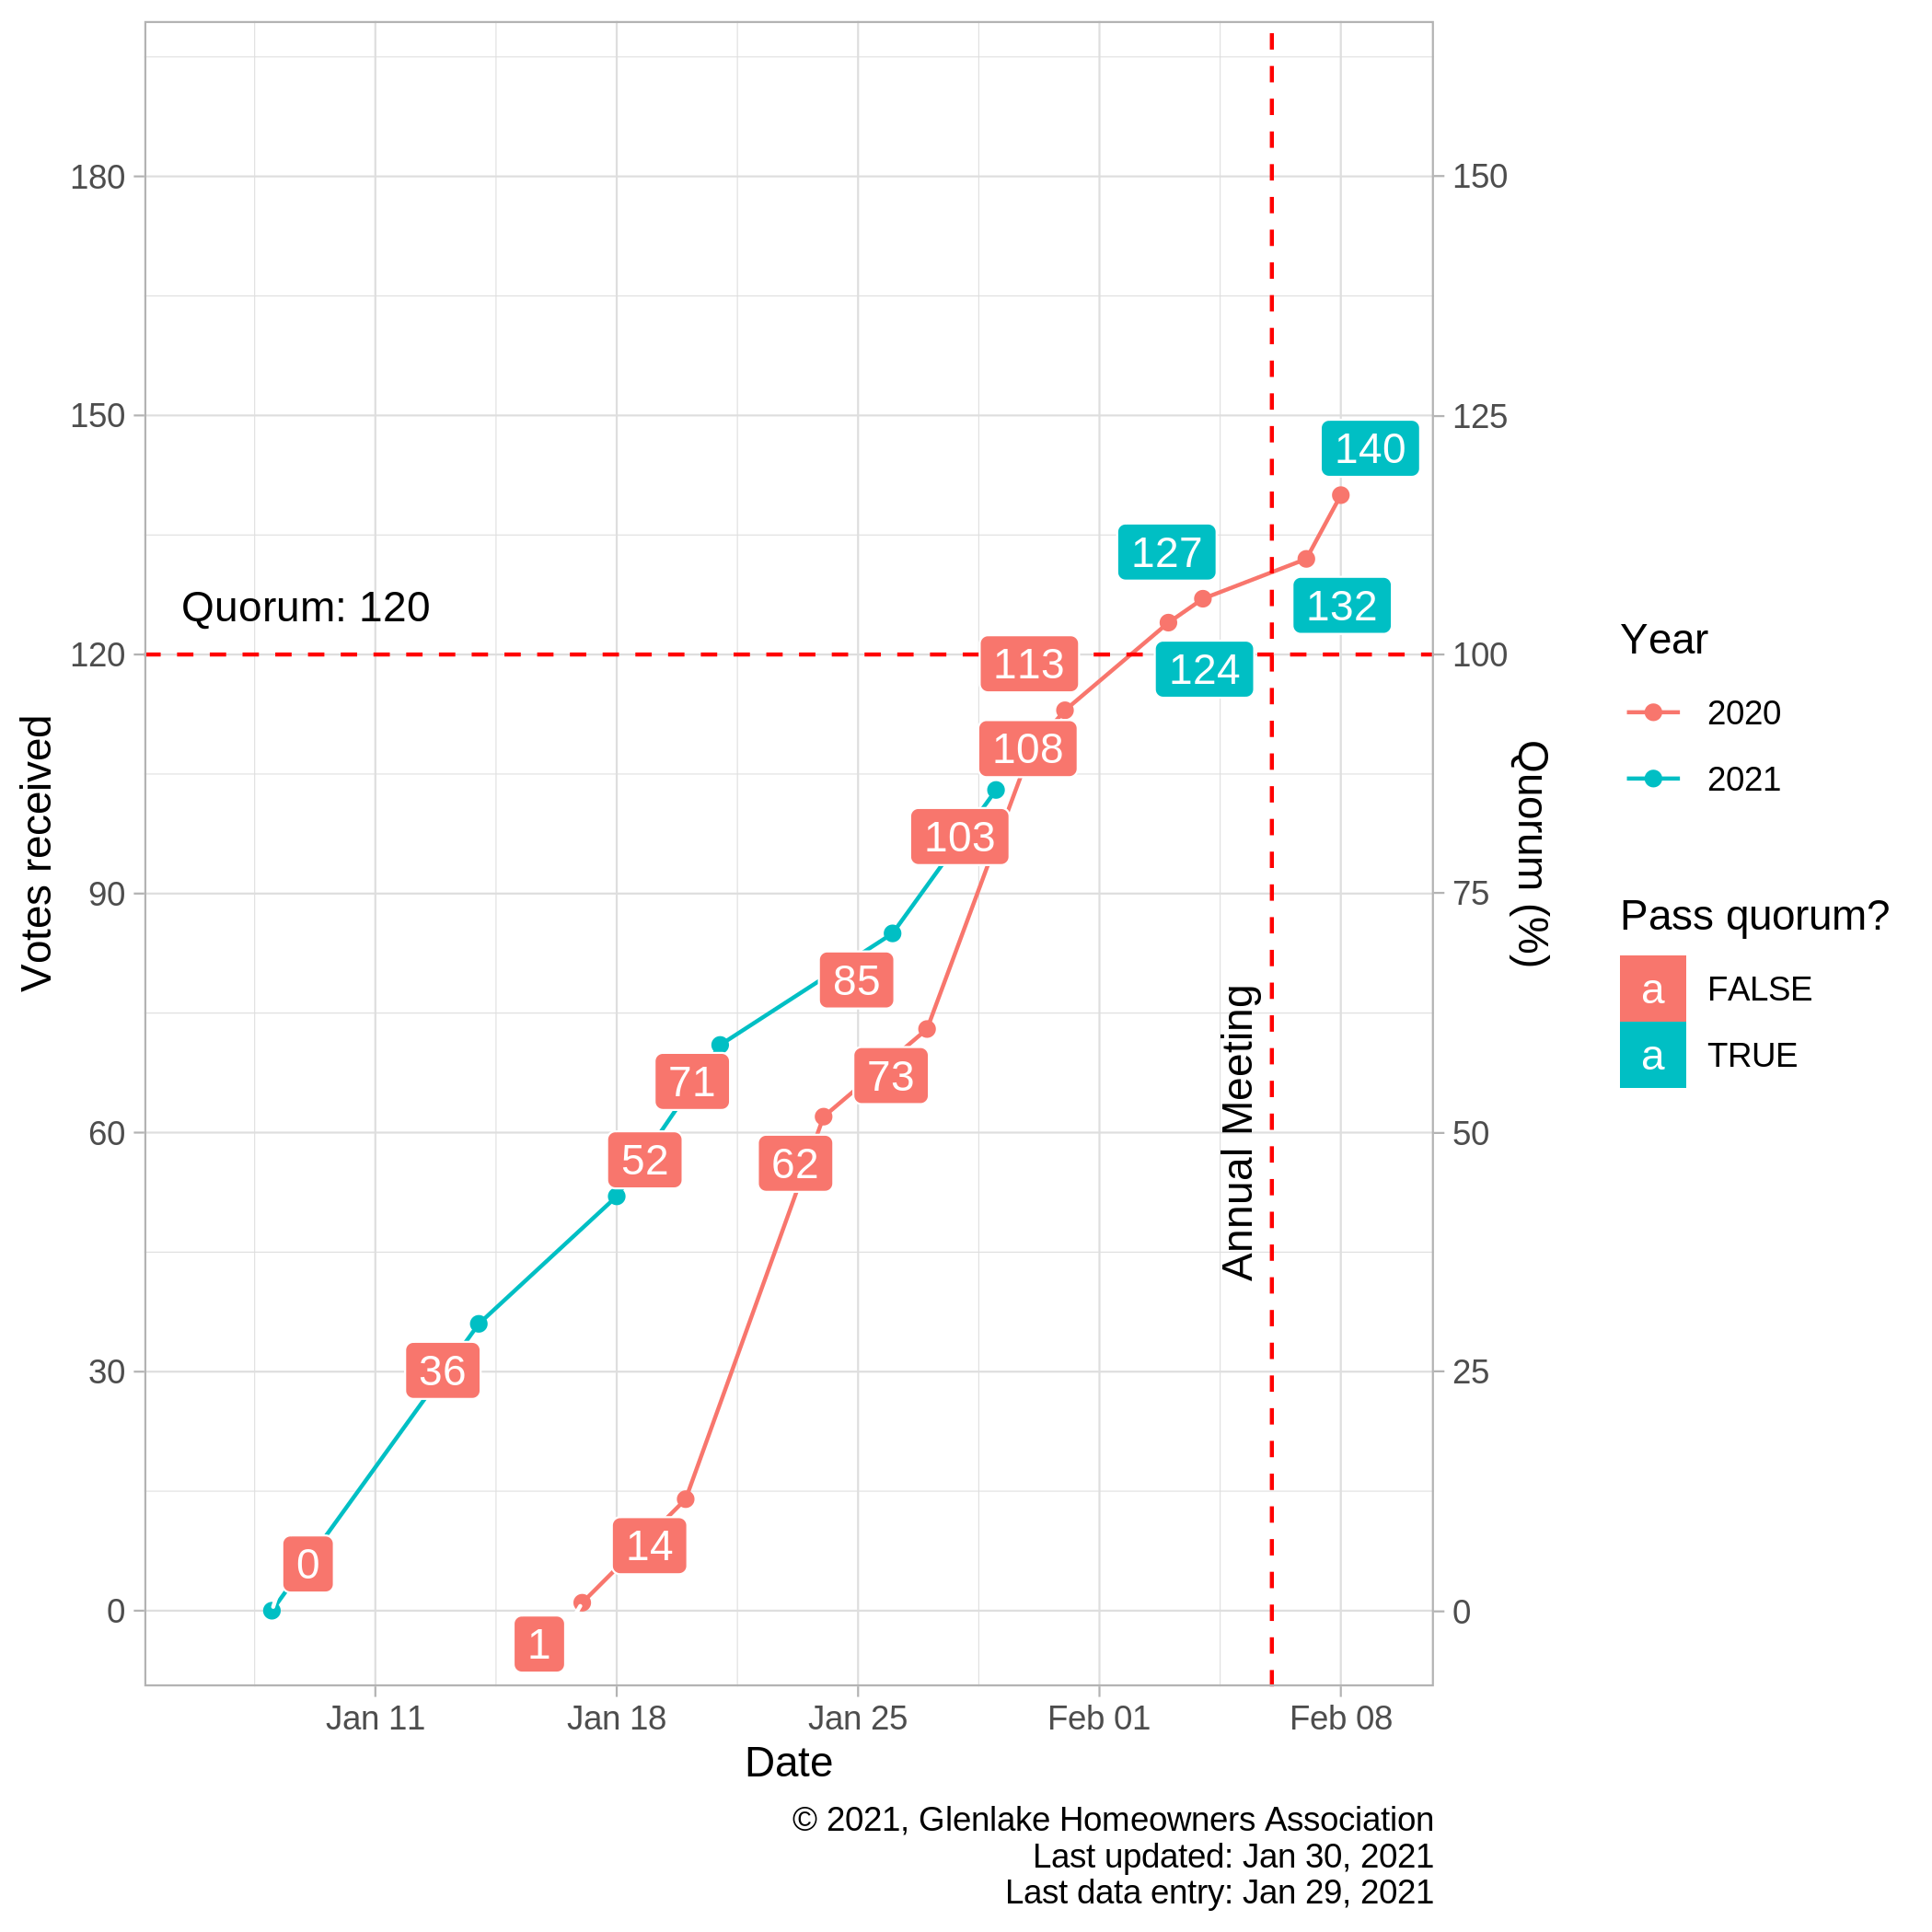 180
150
120
90
60
30
0
Votes received
150
125
100
75
50
25
0
Quorum (%)
Quorum: 120
Annual Meeting
140
127
132
124
113
108
103
85
73
71
52
62
36
14
0
1
Jan 11
Jan 18
Jan 25
Feb 01
Feb 08
Date
Year
2020
2021
Pass quorum?
a FALSE
a TRUE
© 2021, Glenlake Homeowners Association
Last updated: Jan 30, 2021
Last data entry: Jan 29, 2021